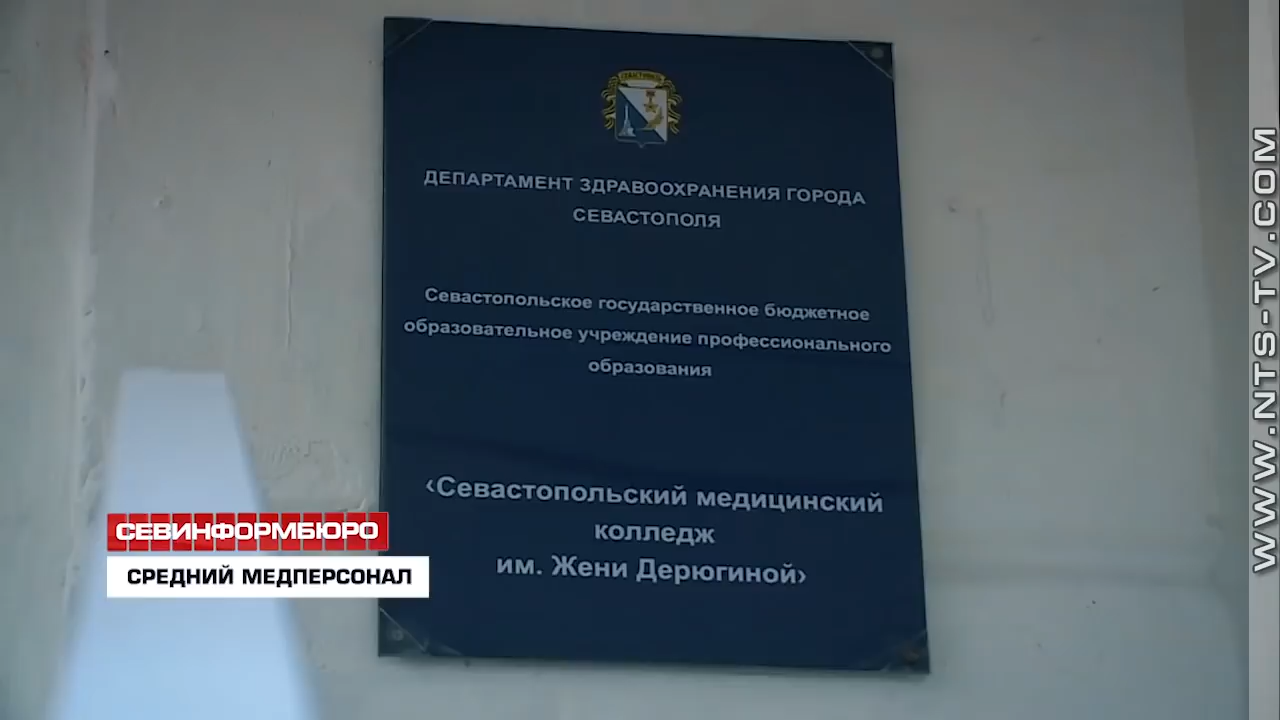 СЕВАСТОПОЛЬ
ДЕПАРТАМЕНТ ЗДРАВООХРАНЕНИЯ ГОРОДА
СЕВАСТОПОЛЯ
Севастопольское государственное бюджетное
образовательное учреждение профессионального
образования
‹Севастопольский медицинский
колледж
им. Жени Дерюгиной›
СЕВИНФОРМБЮРО
СРЕДНИЙ МЕДПЕРСОНАЛ
WWW.NTS-TV.COM